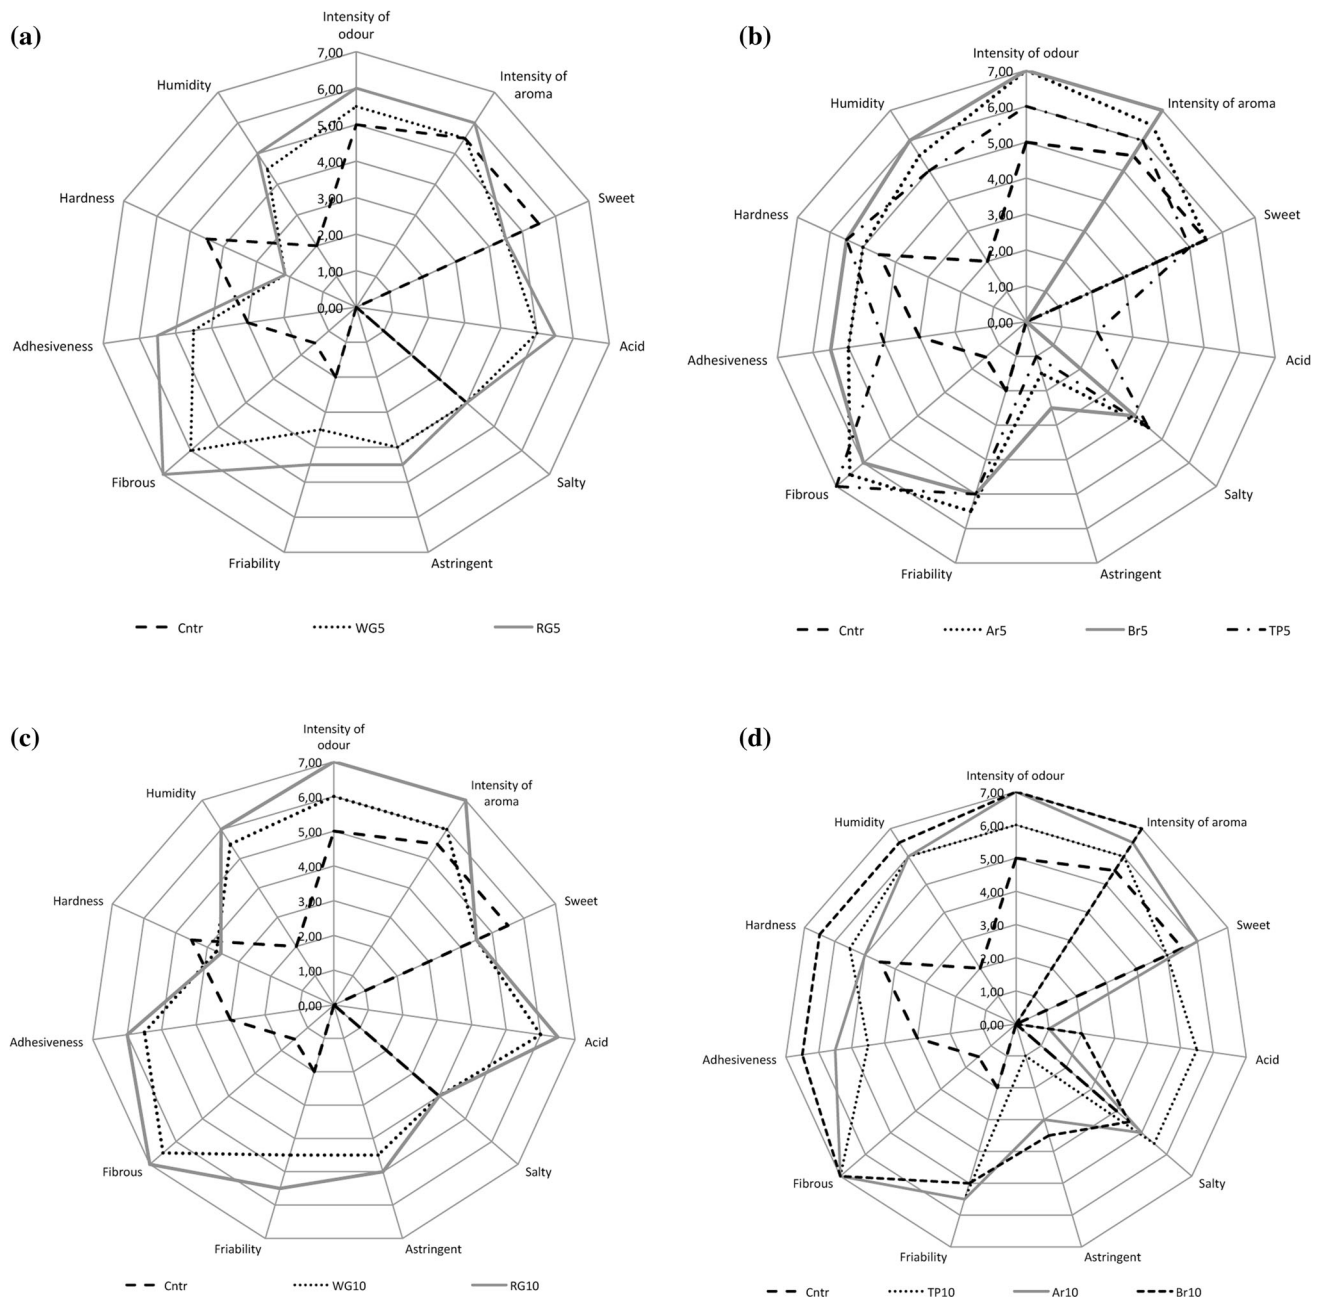 (a)
Intensity of
odour
7,00
6,00
5,00
4,00
3,00
2,00
1,00
0,00
Intensity of
aroma
Sweet
Acid
Salty
Astringent
Friability
Fibrous
Adhesiveness
Hardness
Humidity
Cntr WG5 RG5
(b)
Intensity of odour
7,00
6,00
5,00
4,00
3,00
2,00
1,00
0,00
Intensity of aroma
Sweet
Acid
Salty
Astringent
Friability
Fibrous
Adhesiveness
Hardness
Humidity
Cntr Ar5 Br5 TP5
(c)
Intensity of
odour
7,00
6,00
5,00
4,00
3,00
2,00
1,00
0,00
Intensity of
aroma
Sweet
Acid
Salty
Astringent
Friability
Fibrous
Adhesiveness
Hardness
Humidity
Cntr WG10 RG10
(d)
Intensity of odour
7,00
6,00
5,00
4,00
3,00
2,00
1,00
0,00
Intensity of aroma
Sweet
Acid
Salty
Astringent
Friability
Fibrous
Adhesiveness
Hardness
Humidity
Cntr TP10 Ar10 Br10